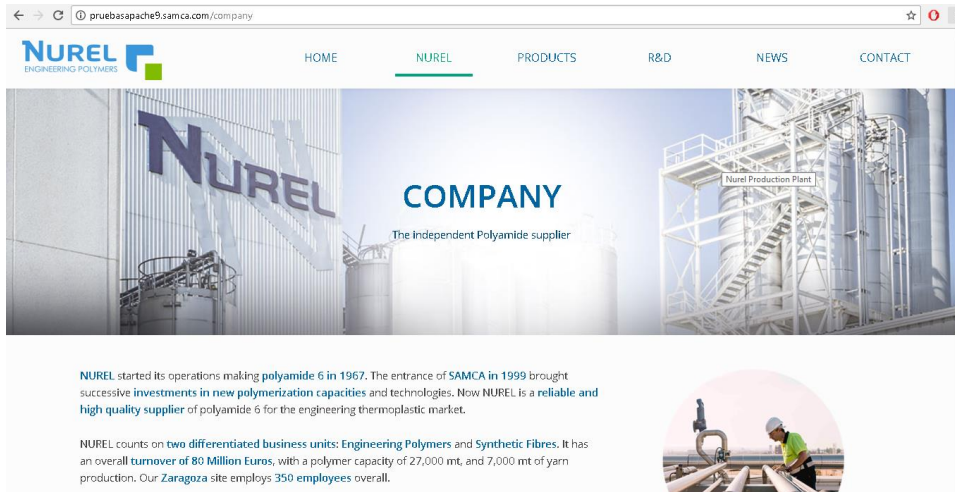 pruebasapache9.samca.com/company
NUREL
ENGINEERING POLYMERS
HOME NUREL PRODUCTS R&D NEWS CONTACT
NUREL
COMPANY
Nurel Production Plant
The independent Polyamide supplier
NUREL started its operations making polyamide 6 in 1967. The entrance of SAMCA in 1999 brought
successive investments in new polymerization capacities and technologies. Now NUREL is a reliable and
high quality supplier of polyamide 6 for the engineering thermoplastic market.
NUREL counts on two differentiated business units: Engineering Polymers and Synthetic Fibres. It has
an overall turnover of 80 Million Euros, with a polymer capacity of 27,000 mt, and 7,000 mt of yarn
production. Our Zaragoza site employs 350 employees overall.